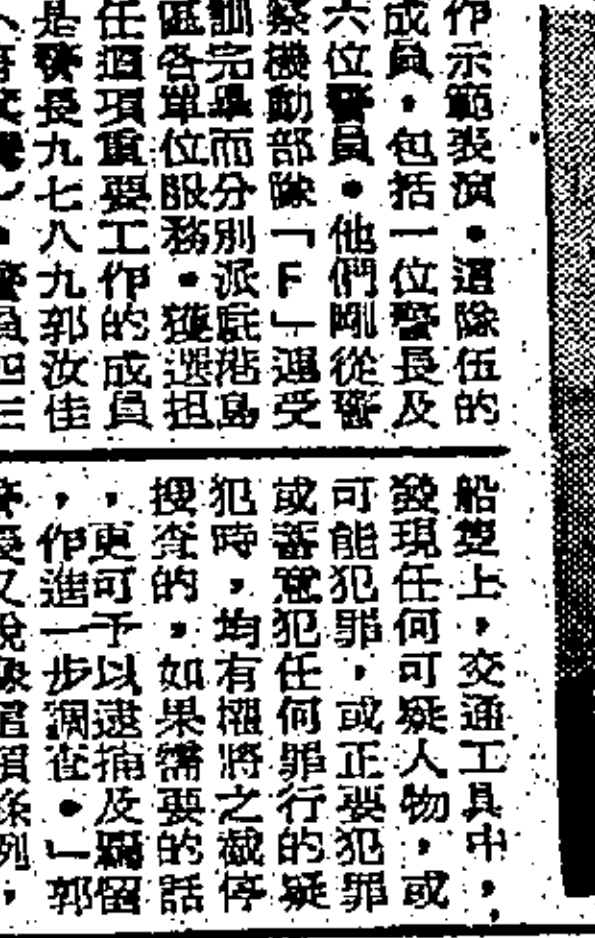 作示範表演。這隊伍的
成員，包括一位警長及
六位警員。他們剛從警
察機動部隊「F」連受
訓完畢而分別派駐港島
區各單位服務。獲選担
任這項重要工作的成員
是警長九七八九郭汝佳
警員四三
船雙上，交通工具中，
發現任何可疑人物，或
可能犯罪，或正要犯罪
或蓄意犯任何罪行的疑
犯時，均有權將之截停
搜查的，如果需要的話
，更可予以逮捕及羈留
，作進一步調查。」郭
又說
條例，